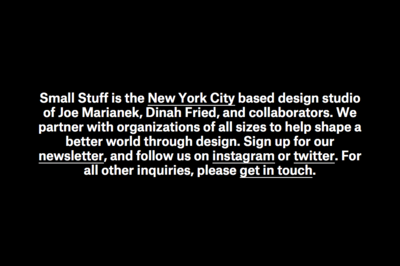 Small Stuff is the New York City based design studio
of Joe Marianek, Dinah Fried, and collaborators. We
partner with organizations of all sizes to help shape a
better world through design. Sign up for our
newsletter, and follow us on instagram or twitter. For
all other inquiries, please get in touch.